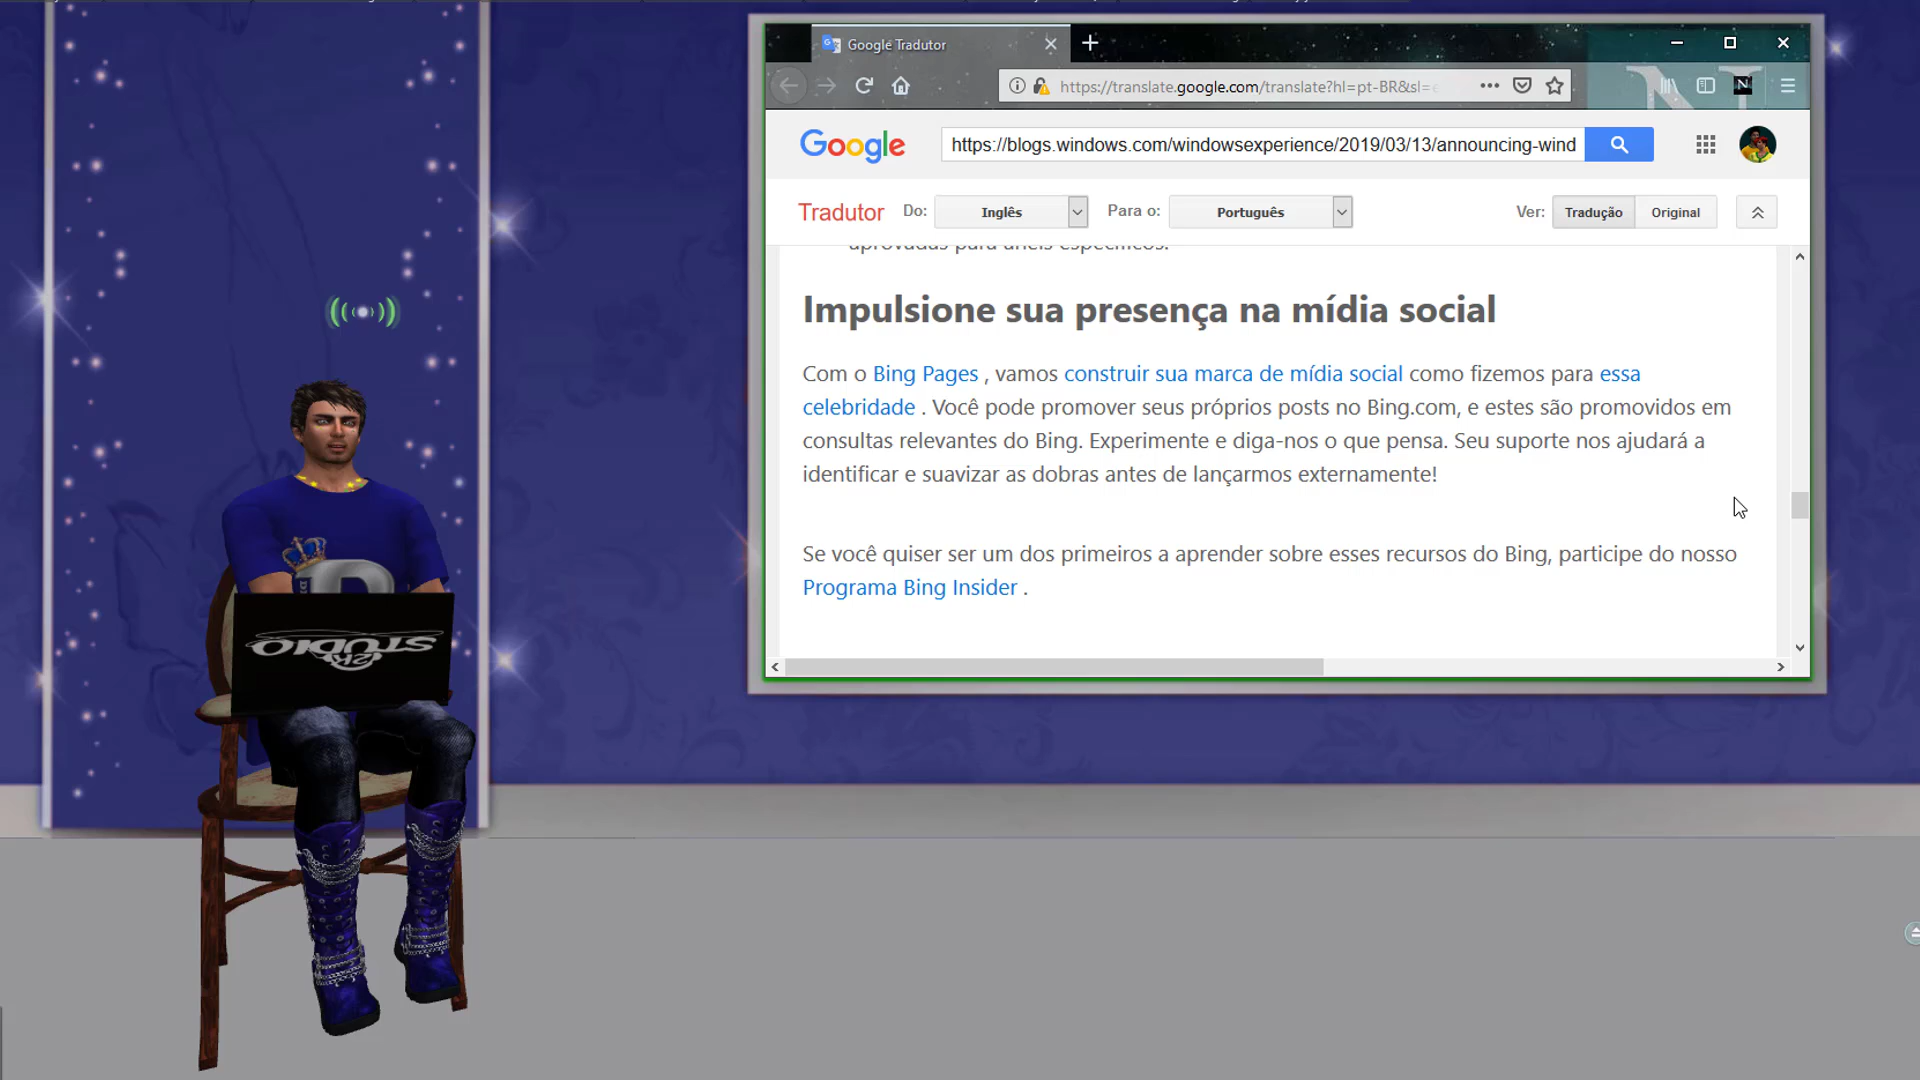 Google Tradutor
https://translate.google.com/translate?hl=pt-BR&sl=
Google
https://blogs.windows.com/windowsexperience/2019/03/13/announcing-wind
Tradutor Do: Inglês Para o: Português Ver: Tradução Original
aprovadas para anéis específicos.
Impulsione sua presença na mídia social
Com o Bing Pages , vamos construir sua marca de mídia social como fizemos para essa
celebridade . Você pode promover seus próprios posts no Bing.com, e estes são promovidos em
consultas relevantes do Bing. Experimente e diga-nos o que pensa. Seu suporte nos ajudará a
identificar e suavizar as dobras antes de lançarmos externamente!
Se você quiser ser um dos primeiros a aprender sobre esses recursos do Bing, participe do nosso
Programa Bing Insider .
STUDIO